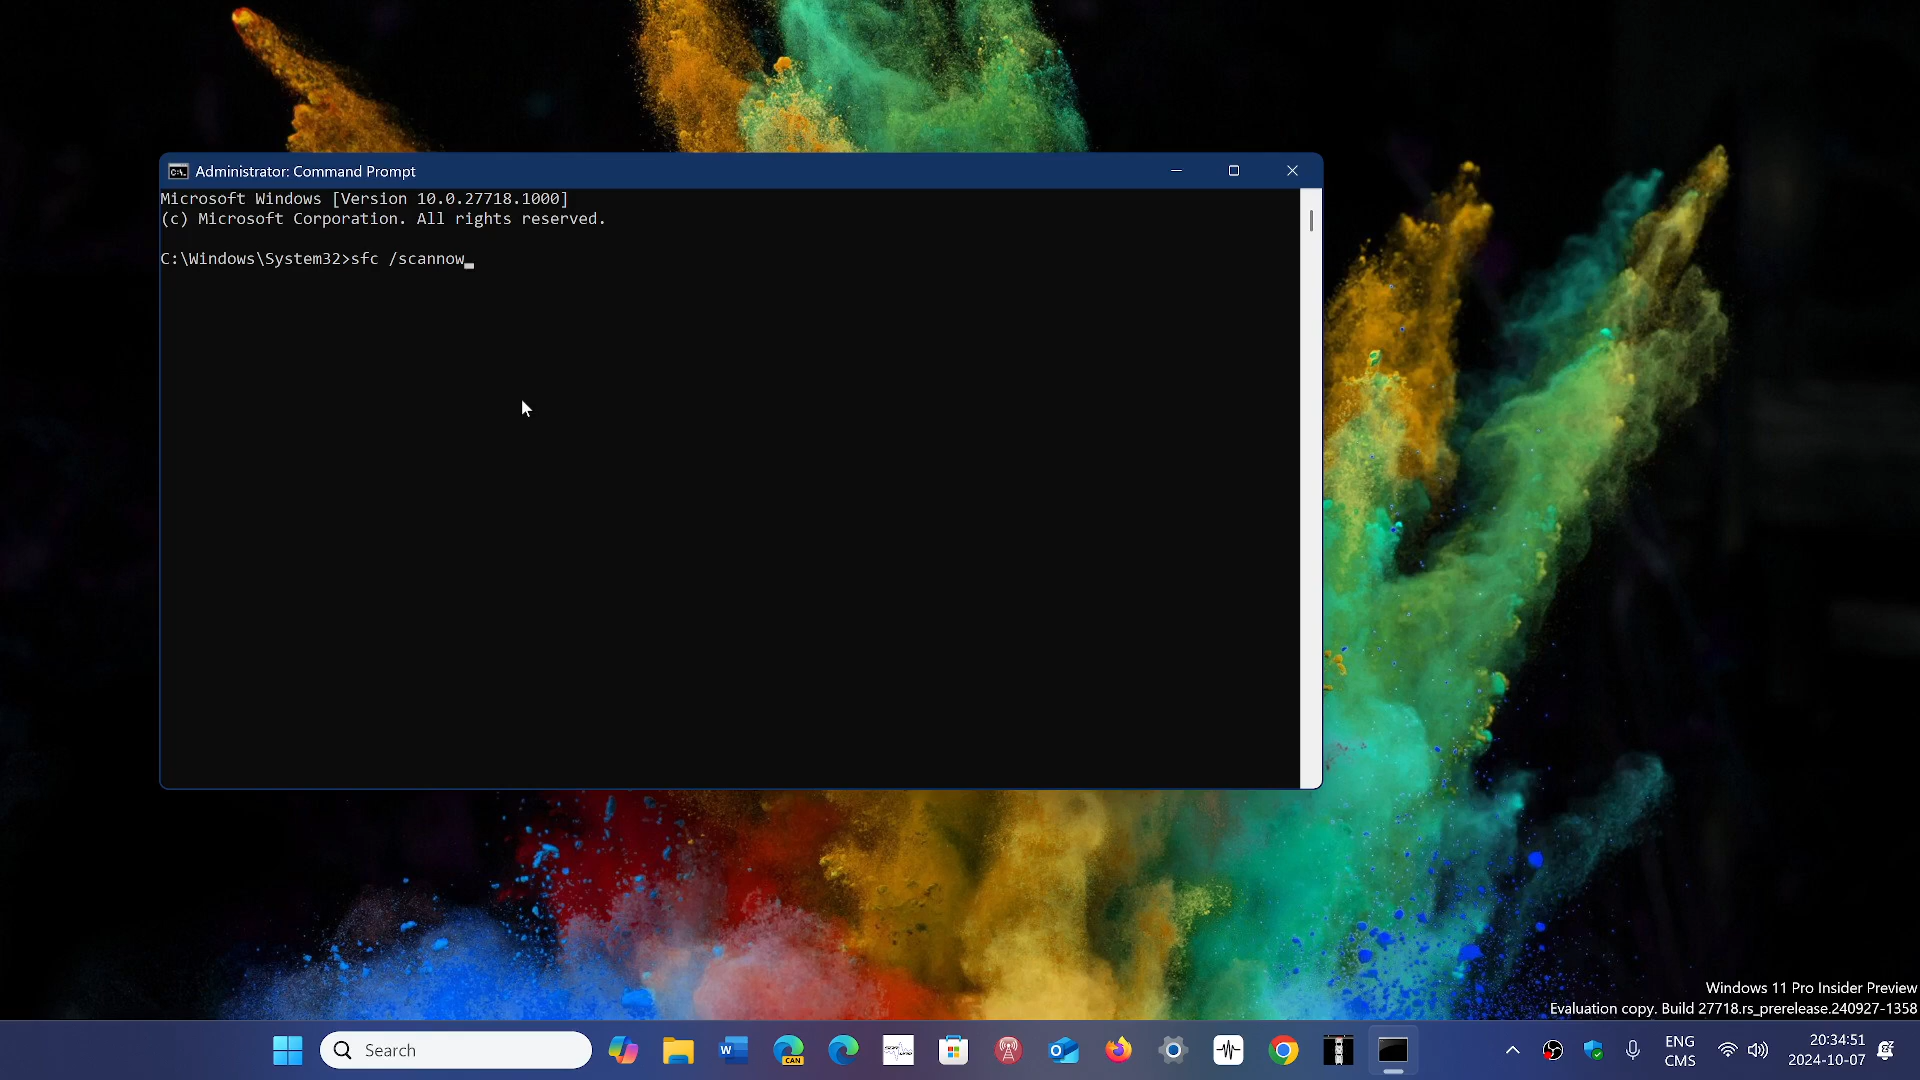 Administrator: Command Prompt
Microsoft Windows [Version 10.0.27718.1000]
(c) Microsoft Corporation. All rights reserved.
C:\Windows\System32>sfc /scannow
Windows 11 Pro Insider Preview
Evaluation copy. Build 27718.rs_prerelease.240927-1358
Search
W
CAN
ENG
CMS
20:34:51
2024-10-07